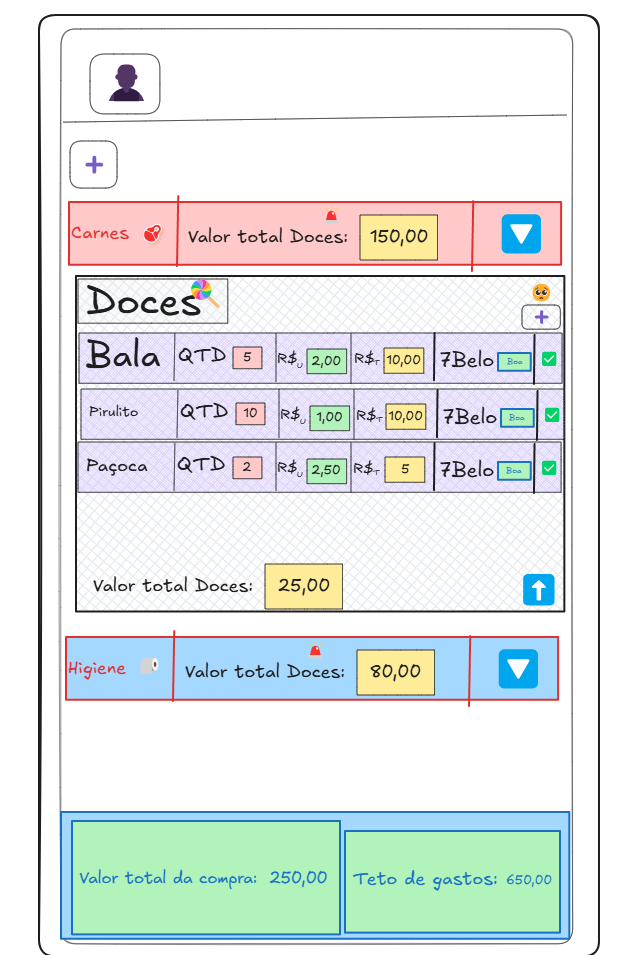 Carnes Valor total Doces: 150,00
Doces
Bala QTD 5 R$U 2,00 R$T 10,00 7Belo Boa
Pirulito QTD 10 R$U 1,00 R$T 10,00 7Belo Boa
Paçoca QTD 2 R$U 2,50 R$T 5 7Belo Boa
Valor total Doces: 25,00
Higiene Valor total Doces: 80,00
Valor total da compra: 250,00 Teto de gastos: 650,00